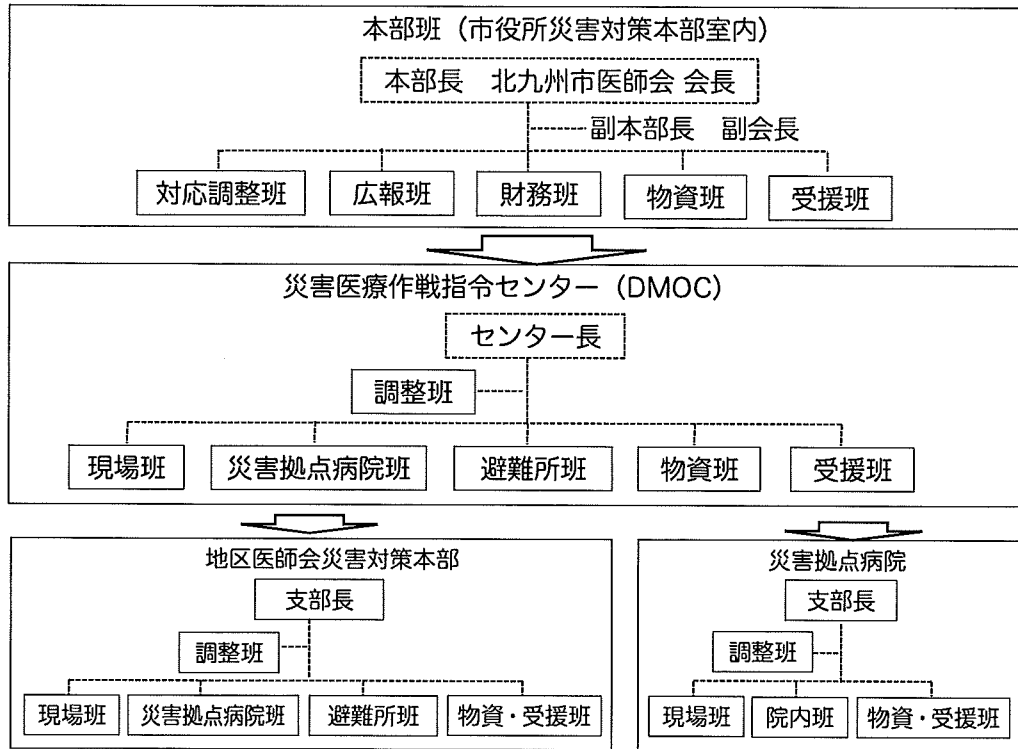 本部班（市役所災害対策本部室内）
本部長　北九州市医師会 会長
副本部長　副会長
対応調整班　広報班　財務班　物資班　受援班
災害医療作戦指令センター（DMOC）
センター長
調整班
現場班　災害拠点病院班　避難所班　物資班　受援班
地区医師会災害対策本部
支部長
調整班
現場班　災害拠点病院班　避難所班　物資・受援班
災害拠点病院
支部長
調整班
現場班　院内班　物資・受援班